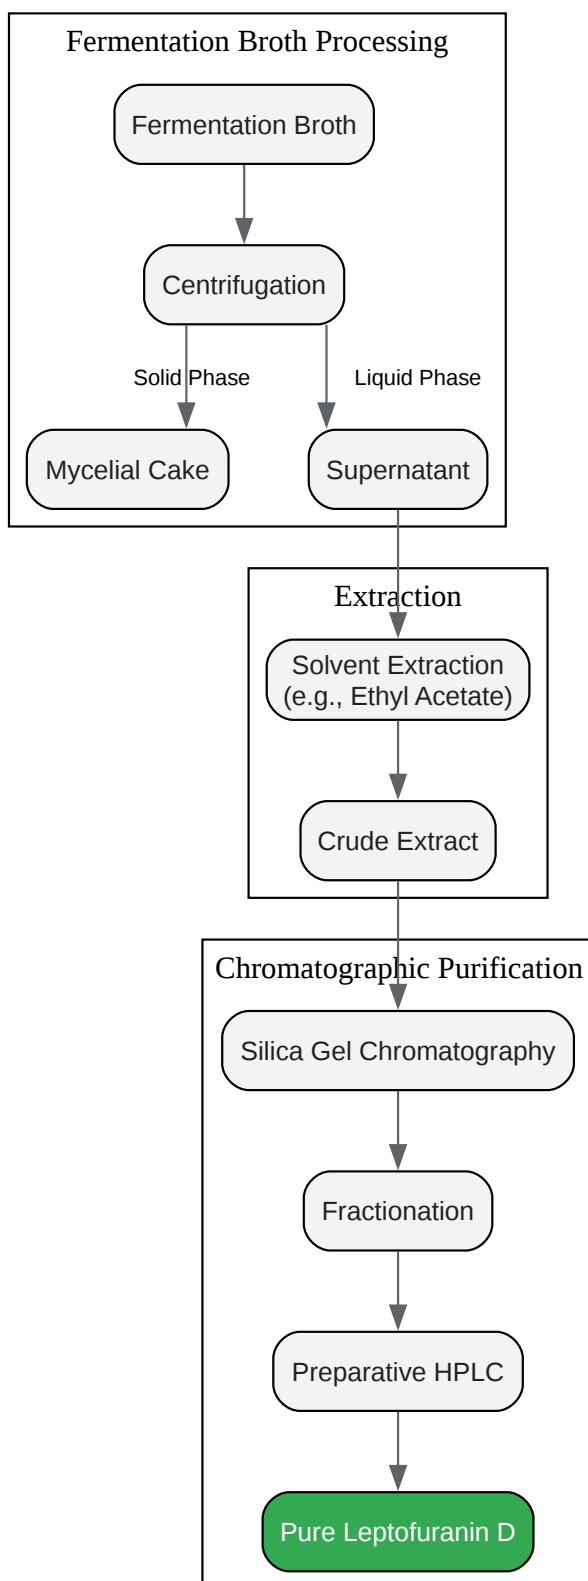 Fermentation Broth Processing
Fermentation Broth
Centrifugation
Solid Phase
Liquid Phase
Mycelial Cake
Supernatant
Extraction
Solvent Extraction
(e.g., Ethyl Acetate)
Crude Extract
Chromatographic Purification
Silica Gel Chromatography
Fractionation
Preparative HPLC
Pure Leptofuranin D